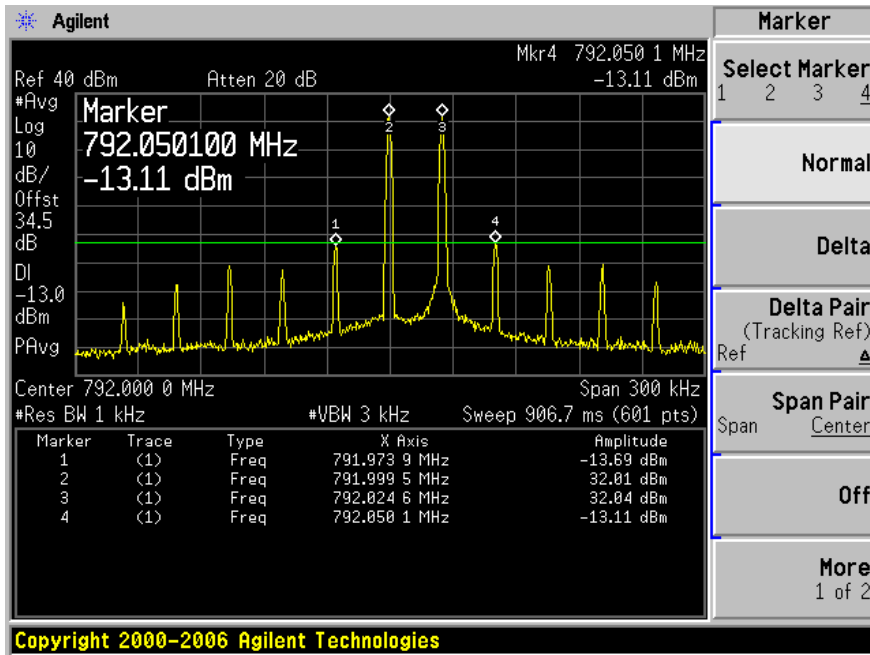 Agilent
Marker
Mkr4 792.050 1 MHz
Ref 40 dBm Atten 20 dB -13.11 dBm
#Avg
Log
10
dB/
Offst
34.5
dB
DI
-13.0
dBm
PAvg
Marker
792.050100 MHz
-13.11 dBm
1
2
3
4
Center 792.000 0 MHz Span 300 kHz
#Res BW 1 kHz #VBW 3 kHz Sweep 906.7 ms (601 pts)
Marker Trace Type X Axis Amplitude
1 (1) Freq 791.973 9 MHz -13.69 dBm
2 (1) Freq 791.999 5 MHz 32.01 dBm
3 (1) Freq 792.024 6 MHz 32.04 dBm
4 (1) Freq 792.050 1 MHz -13.11 dBm
Select Marker
1 2 3 4
Normal
Delta
Delta Pair
(Tracking Ref)
Ref Δ
Span Pair
Span Center
Off
More
1 of 2
Copyright 2000-2006 Agilent Technologies